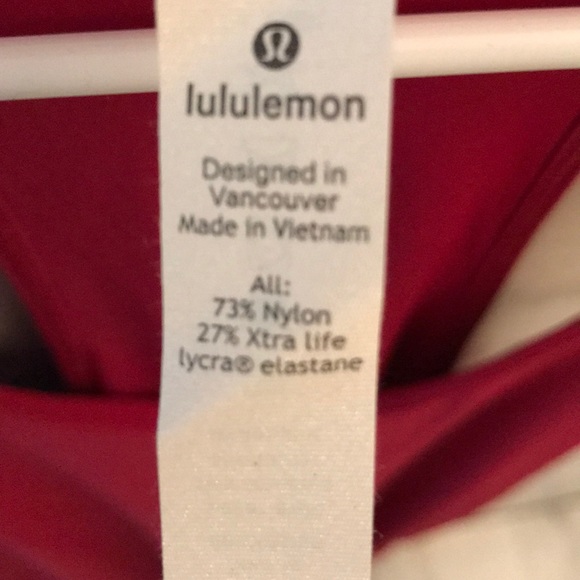 lululemon
Designed in
Vancouver
Made in Vietnam
All:
73% Nylon
27% Xtra life
lycra® elastane